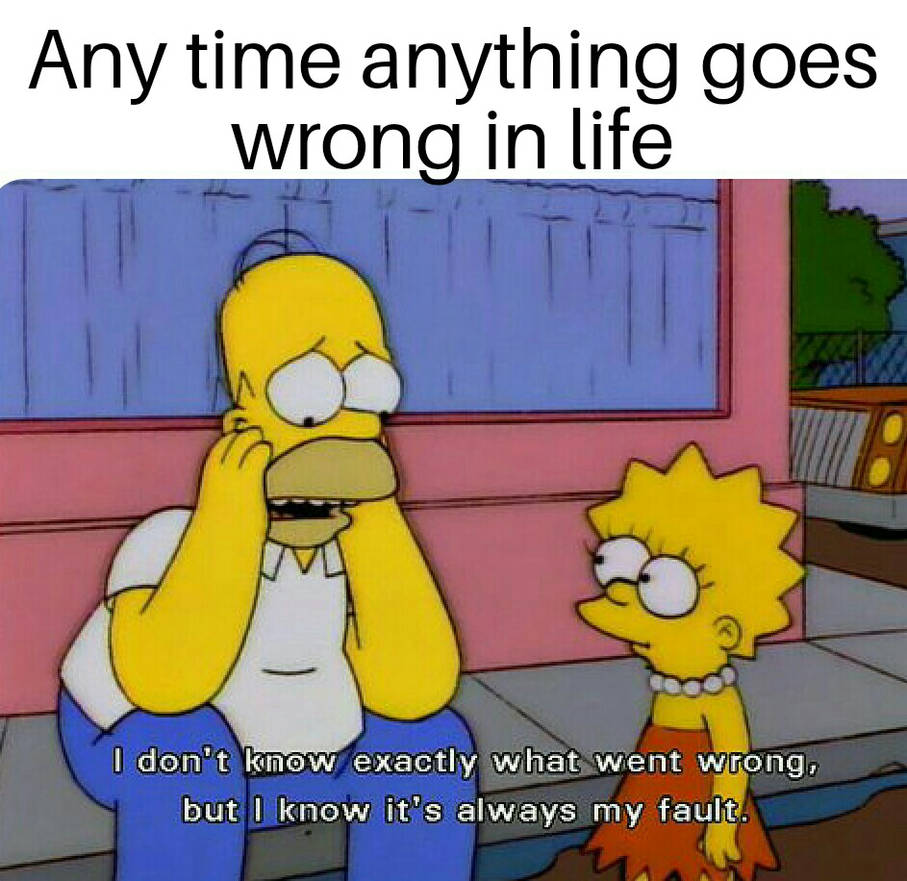 Any time anything goes
wrong in life
I don't know exactly what went wrong,
but I know it's always my fault.